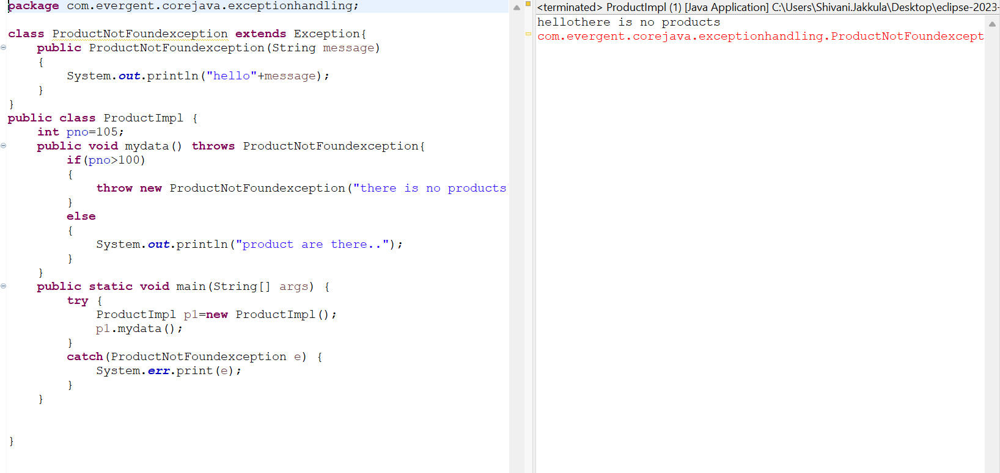 package com.evergent.corejava.exceptionhandling;
class ProductNotFoundexception extends Exception{
public ProductNotFoundexception(String message)
{
System.out.println("hello"+message);
}
}
public class ProductImpl {
int pno=105;
public void mydata() throws ProductNotFoundexception{
if(pno>100)
{
throw new ProductNotFoundexception("there is no products
}
else
{
System.out.println("product are there..");
}
}
public static void main(String[] args) {
try {
ProductImpl p1=new ProductImpl();
p1.mydata();
}
catch(ProductNotFoundexception e) {
System.err.print(e);
}
}
}
<terminated> ProductImpl (1) [Java Application] C:\Users\Shivani.Jakkula\Desktop\eclipse-2023-
hellothere is no products
com.evergent.corejava.exceptionhandling.ProductNotFoundexcept